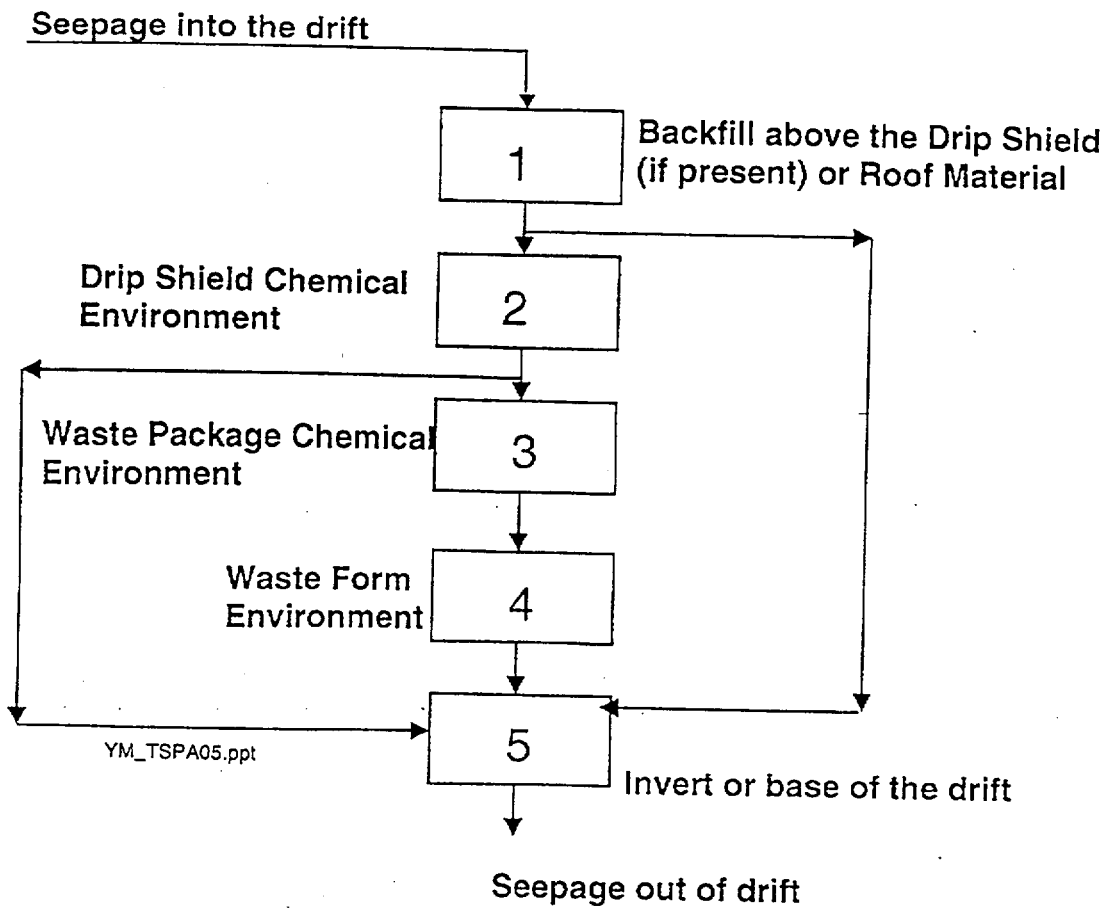 Seepage into the drift
1
Backfill above the Drip Shield
(if present) or Roof Material
Drip Shield Chemical
Environment
2
Waste Package Chemical
Environment
3
Waste Form
Environment
4
5
YM_TSPA05.ppt
Invert or base of the drift
Seepage out of drift